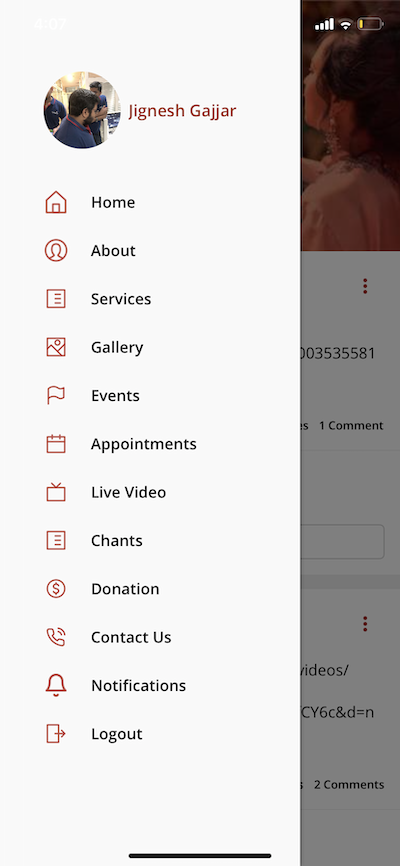 4:07
Jignesh Gajjar
Home
About
Services
Gallery
Events
Appointments
Live Video
Chants
Donation
Contact Us
Notifications
Logout
003535581
es 1 Comment
videos/
CY6c&d=n
s 2 Comments